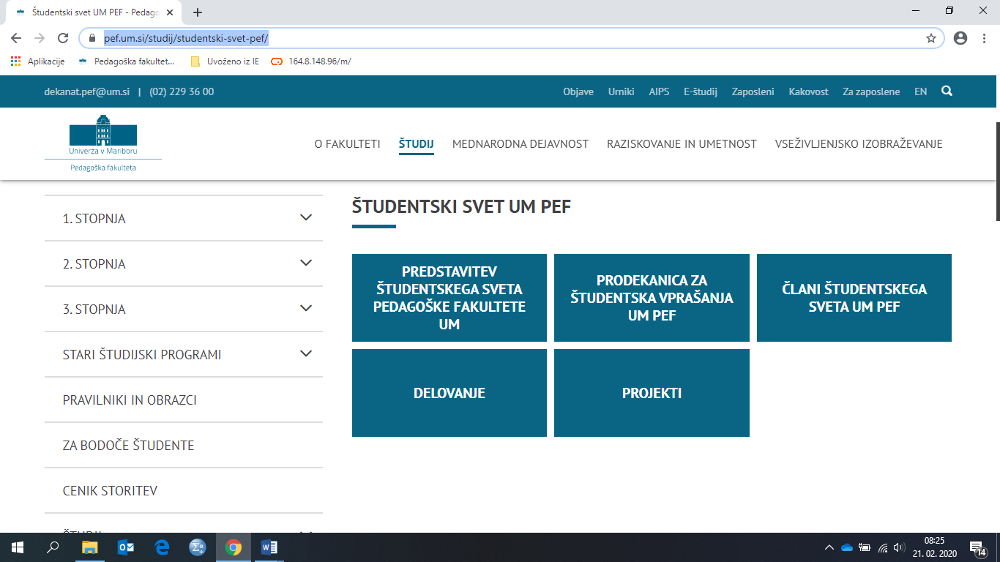 Študentski svet UM PEF - Pedago
pef.um.si/studij/studentski-svet-pef/
Aplikacije
Pedagoška fakultet...
Uvoženo iz IE
164.8.148.96/m/
dekanat.pef@um.si | (02) 229 36 00
Objave
Urniki
AIPS
E-študij
Zaposleni
Kakovost
Za zaposlene
EN
Univerza v Mariboru
Pedagoška fakulteta
O FAKULTETI
ŠTUDIJ
MEDNARODNA DEJAVNOST
RAZISKOVANJE IN UMETNOST
VSEŽIVLJENJSKO IZOBRAŽEVANJE
1. STOPNJA
2. STOPNJA
3. STOPNJA
STARI ŠTUDIJSKI PROGRAMI
PRAVILNIKI IN OBRAZCI
ZA BODOČE ŠTUDENTE
CENIK STORITEV
ŠTUDENTSKI SVET UM PEF
PREDSTAVITEV
ŠTUDENTSKEGA SVETA
PEDAGOŠKE FAKULTETE
UM
PRODEKANICA ZA
ŠTUDENTSKA VPRAŠANJA
UM PEF
ČLANI ŠTUDENTSKEGA
SVETA UM PEF
DELOVANJE
PROJEKTI
08:25
21. 02. 2020
14